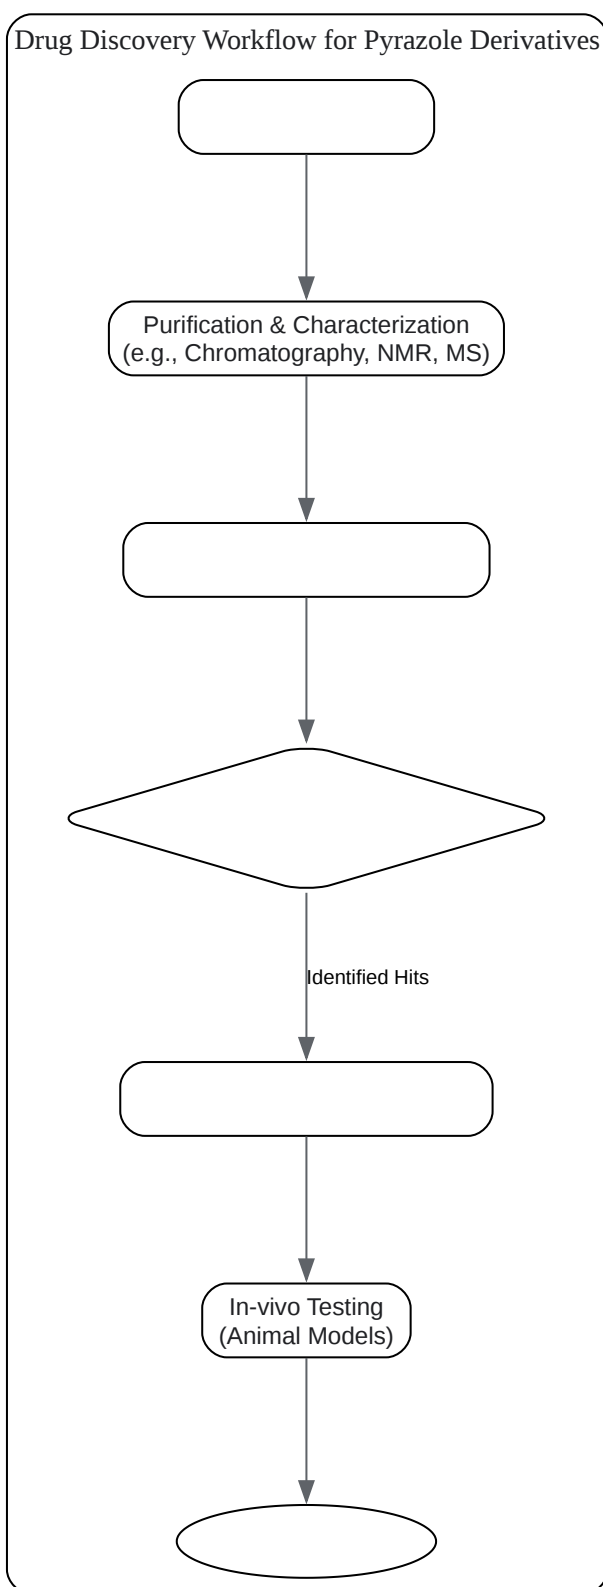 Drug Discovery Workflow for Pyrazole Derivatives
Purification & Characterization
(e.g., Chromatography, NMR, MS)
Identified Hits
In-vivo Testing
(Animal Models)